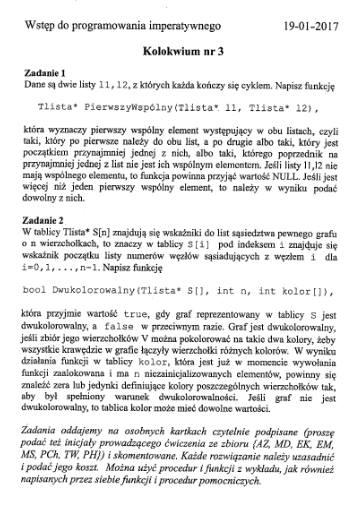 Wstęp do programowania imperatywnego 19-01-2017
Kolokwium nr 3
Zadanie 1
Dane są dwie listy l1, l2, z których każda kończy się cyklem. Napisz funkcję
Tlista* PierwszyWspólny(Tlista* l1, Tlista* l2),
która wyznaczy pierwszy wspólny element występujący w obu listach, czyli
taki, który po pierwsze należy do obu list, a po drugie albo taki, który jest
początkiem przynajmniej jednej z nich, albo taki, którego poprzednik na
przynajmniej jednej z list nie jest ich wspólnym elementem. Jeśli listy l1,l2 nie
mają wspólnego elementu, to funkcja powinna przyjąć wartość NULL. Jeśli jest
więcej niż jeden pierwszy wspólny element, to należy w wyniku podać
dowolny z nich.
Zadanie 2
W tablicy Tlista* S[n] znajdują się wskaźniki do list sąsiedztwa pewnego grafu
o n wierzchołkach, to znaczy w tablicy S[i] pod indeksem i znajduje się
wskaźnik początku listy numerów węzłów sąsiadujących z węzłem i dla
i=0,1,...,n-1. Napisz funkcję
bool Dwukolorowalny(Tlista* S[], int n, int kolor[]),
która przyjmie wartość true, gdy graf reprezentowany w tablicy S jest
dwukolorowalny, a false w przeciwnym razie. Graf jest dwukolorowalny,
jeśli zbiór jego wierzchołków V można pokolorować na takie dwa kolory, żeby
wszystkie krawędzie w grafie łączyły wierzchołki różnych kolorów. W wyniku
działania funkcji w tablicy kolor, która jest już w momencie wywołania
funkcji zaalokowana i ma n niezainicjalizowanych elementów, powinny się
znaleźć zera lub jedynki definiujące kolory poszczególnych wierzchołków tak,
aby był spełniony warunek dwukolorowalności. Jeśli graf nie jest
dwukolorowalny, to tablica kolor może mieć dowolne wartości.
Zadania oddajemy na osobnych kartkach czytelnie podpisane (proszę
podać też inicjały prowadzącego ćwiczenia ze zbioru {AZ, MD, EK, EM,
MS, PCh, TW, PH}) i skomentowane. Każde rozwiązanie należy uzasadnić
i podać jego koszt. Można użyć procedur i funkcji z wykładu, jak również
napisanych przez siebie funkcji i procedur pomocniczych.